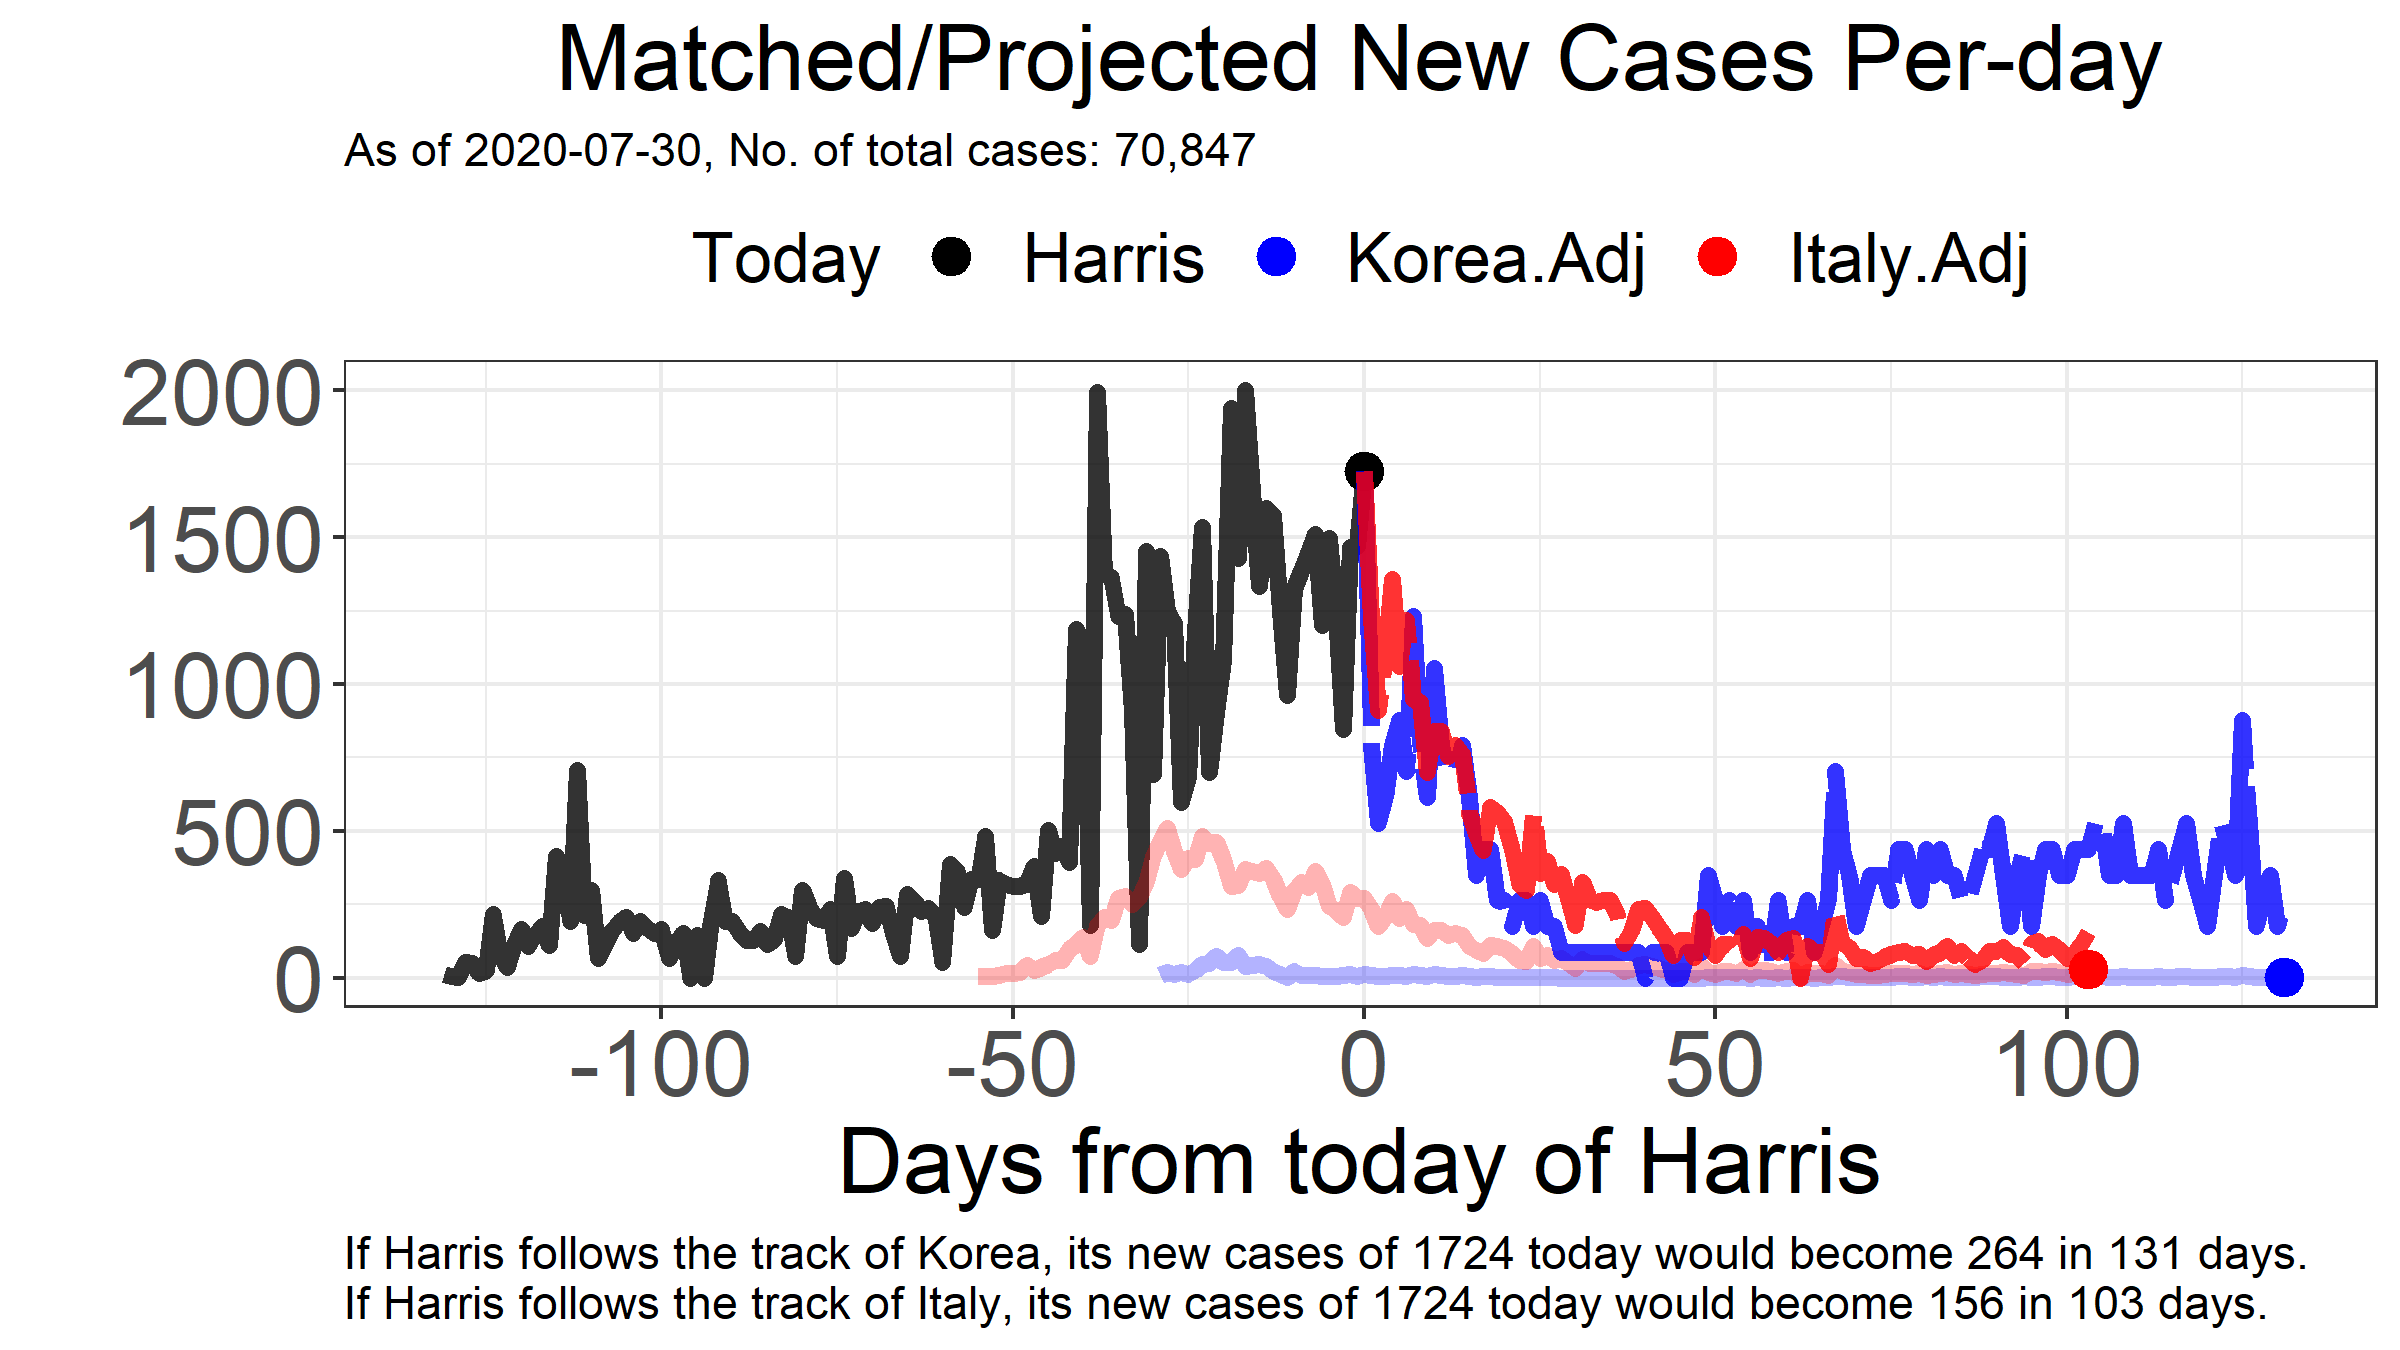 Matched/Projected New Cases Per-day
As of 2020-07-30, No. of total cases: 70,847
Today Harris Korea.Adj Italy.Adj
2000
1500
1000
500
0
-100 -50 0 50 100
Days from today of Harris
If Harris follows the track of Korea, its new cases of 1724 today would become 264 in 131 days.
If Harris follows the track of Italy, its new cases of 1724 today would become 156 in 103 days.